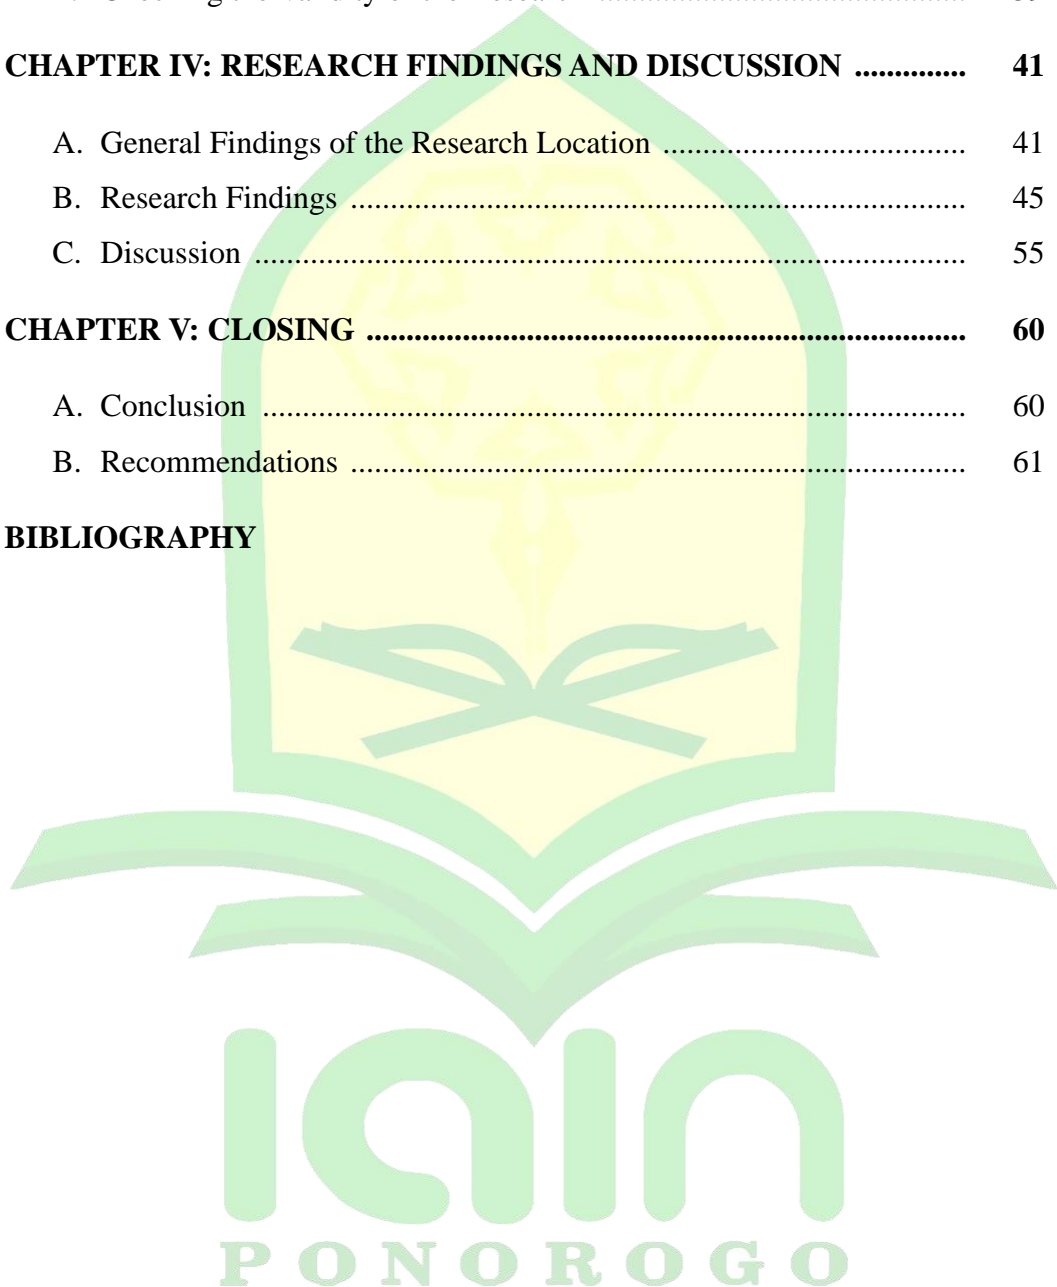 CHAPTER IV: RESEARCH FINDINGS AND DISCUSSION .............. 41
A. General Findings of the Research Location ...................................... 41
B. Research Findings ............................................................................. 45
C. Discussion ......................................................................................... 55
CHAPTER V: CLOSING ........................................................................... 60
A. Conclusion ........................................................................................ 60
B. Recommendations ............................................................................. 61
BIBLIOGRAPHY
iain
PONOROGO